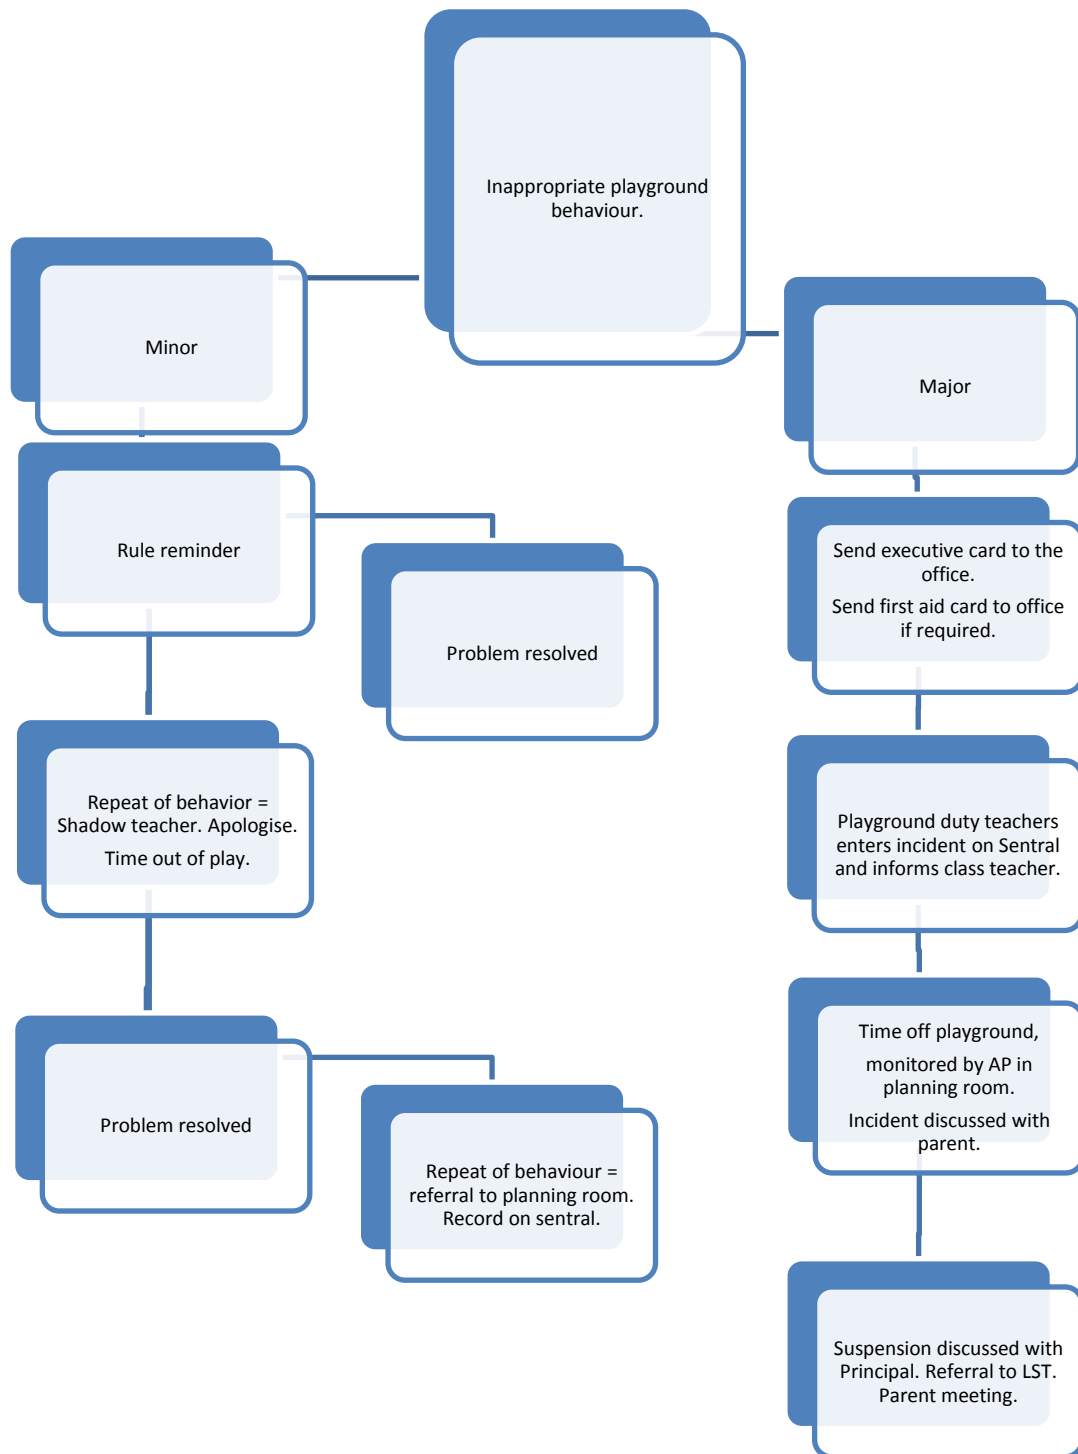 Inappropriate playground
behaviour.
Minor
Major
Rule reminder
Problem resolved
Send executive card to the
office.
Send first aid card to office
if required.
Repeat of behavior =
Shadow teacher. Apologise.
Time out of play.
Playground duty teachers
enters incident on Sentral
and informs class teacher.
Problem resolved
Repeat of behaviour =
referral to planning room.
Record on sentral.
Time off playground,
monitored by AP in
planning room.
Incident discussed with
parent.
Suspension discussed with
Principal. Referral to LST.
Parent meeting.